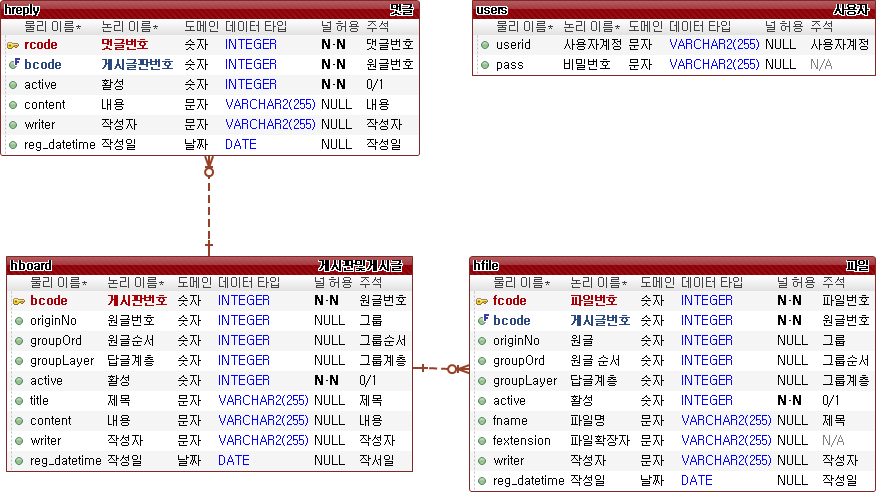 hreply 댓글
물리 이름* 논리 이름* 도메인 데이터 타입 널 허용 주석
rcode 댓글번호 숫자 INTEGER N-N 댓글번호
bcode 게시글판번호 숫자 INTEGER N-N 원글번호
active 활성 숫자 INTEGER N-N 0/1
content 내용 문자 VARCHAR2(255) NULL 내용
writer 작성자 문자 VARCHAR2(255) NULL 작성자
reg_datetime 작성일 날짜 DATE NULL 작성일
users 사용자
물리 이름* 논리 이름* 도메인 데이터 타입 널 허용 주석
userid 사용자계정 문자 VARCHAR2(255) NULL 사용자계정
pass 비밀번호 문자 VARCHAR2(255) NULL N/A
hboard 게시판및게시글
물리 이름* 논리 이름* 도메인 데이터 타입 널 허용 주석
bcode 게시판번호 숫자 INTEGER N-N 원글번호
originNo 원글번호 숫자 INTEGER NULL 그룹
groupOrd 원글순서 숫자 INTEGER NULL 그룹순서
groupLayer 답글계층 숫자 INTEGER NULL 그룹계층
active 활성 숫자 INTEGER N-N 0/1
title 제목 문자 VARCHAR2(255) NULL 제목
content 내용 문자 VARCHAR2(255) NULL 내용
writer 작성자 문자 VARCHAR2(255) NULL 작성자
reg_datetime 작성일 날짜 DATE NULL 작서일
hfile 파일
물리 이름* 논리 이름* 도메인 데이터 타입 널 허용 주석
fcode 파일번호 숫자 INTEGER N-N 파일번호
bcode 게시글번호 숫자 INTEGER N-N 원글번호
originNo 원글 숫자 INTEGER NULL 그룹
groupOrd 원글 순서 숫자 INTEGER NULL 그룹순서
groupLayer 답글계층 숫자 INTEGER NULL 그룹계층
active 활성 숫자 INTEGER N-N 0/1
fname 파일명 문자 VARCHAR2(255) NULL 제목
fextension 파일확장자 문자 VARCHAR2(255) NULL N/A
writer 작성자 문자 VARCHAR2(255) NULL 작성자
reg_datetime 작성일 날짜 DATE NULL 작성일